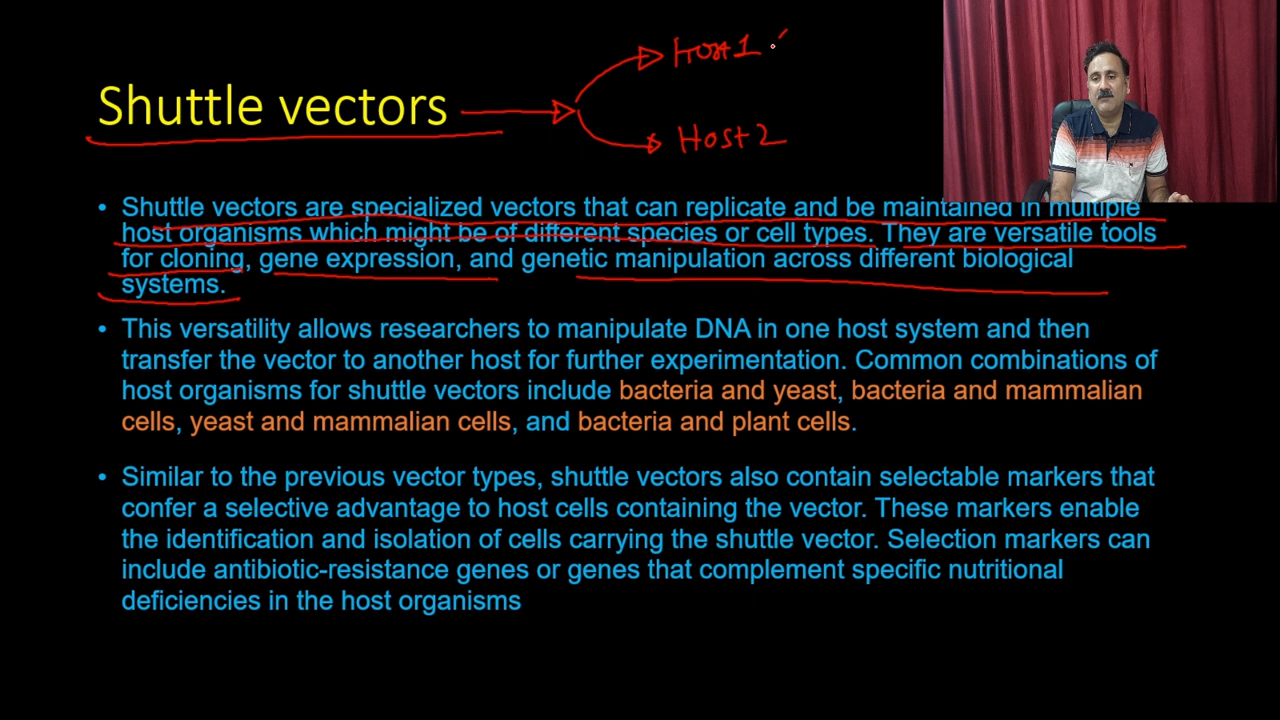 Host 1
Shuttle vectors
Host 2
• Shuttle vectors are specialized vectors that can replicate and be maintained in multiple
host organisms which might be of different species or cell types. They are versatile tools
for cloning, gene expression, and genetic manipulation across different biological
systems.
• This versatility allows researchers to manipulate DNA in one host system and then
transfer the vector to another host for further experimentation. Common combinations of
host organisms for shuttle vectors include bacteria and yeast, bacteria and mammalian
cells, yeast and mammalian cells, and bacteria and plant cells.
• Similar to the previous vector types, shuttle vectors also contain selectable markers that
confer a selective advantage to host cells containing the vector. These markers enable
the identification and isolation of cells carrying the shuttle vector. Selection markers can
include antibiotic-resistance genes or genes that complement specific nutritional
deficiencies in the host organisms